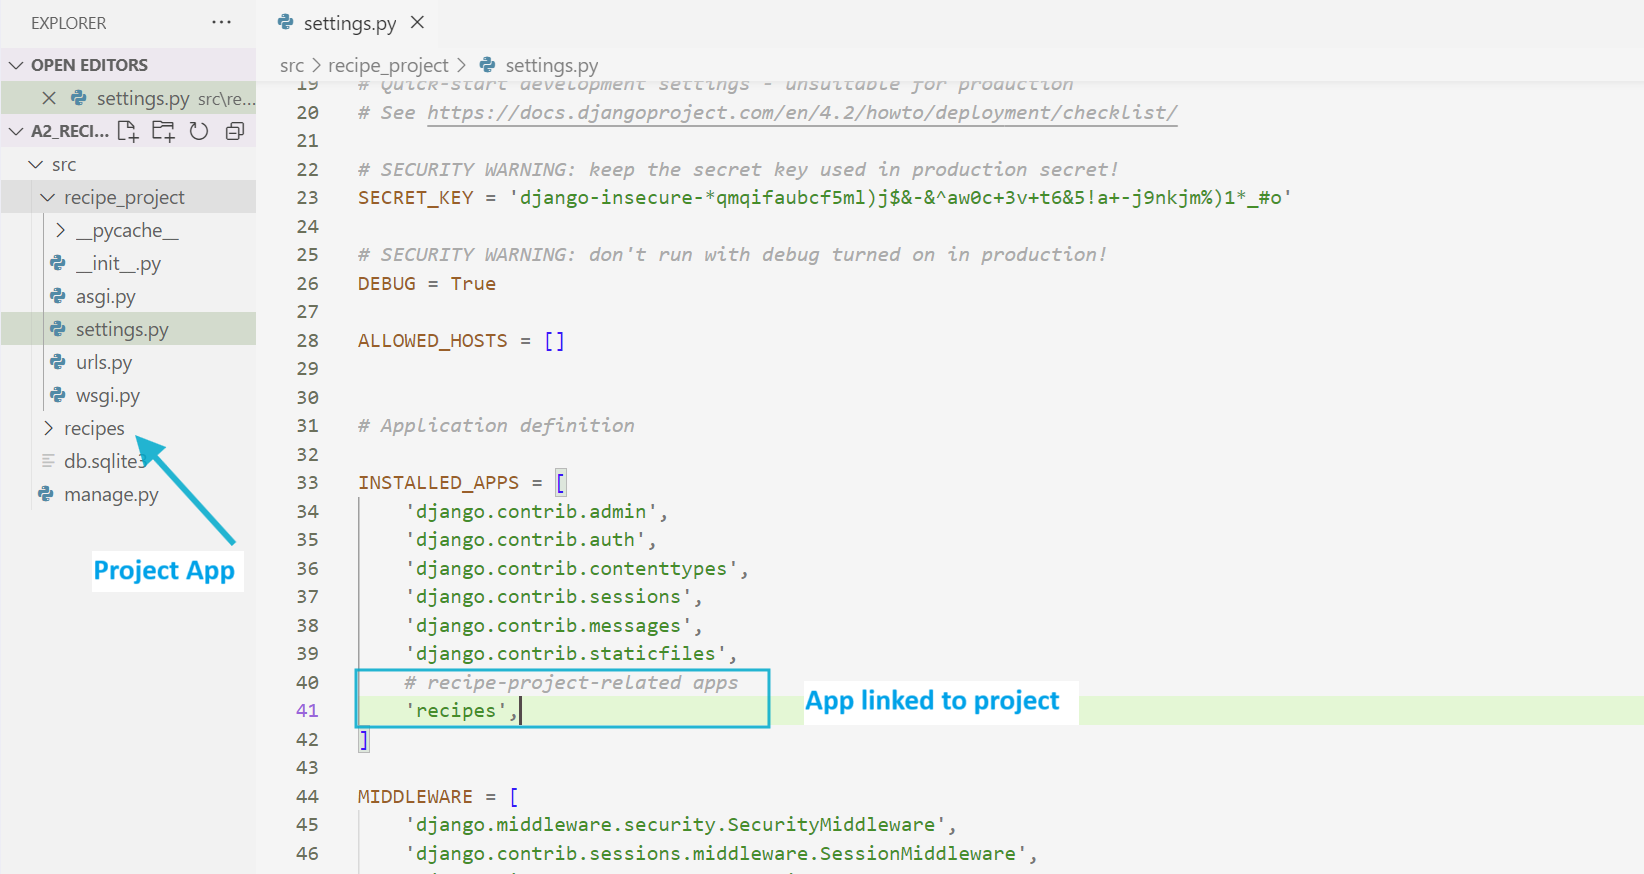 EXPLORER ...
OPEN EDITORS
settings.py src\re...
A2_RECI...
src
recipe_project
__pycache__
__init__.py
asgi.py
settings.py
urls.py
wsgi.py
recipes
db.sqlite3
manage.py
Project App
settings.py
src > recipe_project > settings.py
19 # Quick-start development settings - unsuitable for production
20 # See https://docs.djangoproject.com/en/4.2/howto/deployment/checklist/
21
22 # SECURITY WARNING: keep the secret key used in production secret!
23 SECRET_KEY = 'django-insecure-*qmqifaubcf5ml)j$&-&^aw0c+3v+t6&5!a+-j9nkjm%)1*_#o'
24
25 # SECURITY WARNING: don't run with debug turned on in production!
26 DEBUG = True
27
28 ALLOWED_HOSTS = []
29
30
31 # Application definition
32
33 INSTALLED_APPS = [
34 'django.contrib.admin',
35 'django.contrib.auth',
36 'django.contrib.contenttypes',
37 'django.contrib.sessions',
38 'django.contrib.messages',
39 'django.contrib.staticfiles',
40 # recipe-project-related apps
41 'recipes',
App linked to project
42 ]
43
44 MIDDLEWARE = [
45 'django.middleware.security.SecurityMiddleware',
46 'django.contrib.sessions.middleware.SessionMiddleware',